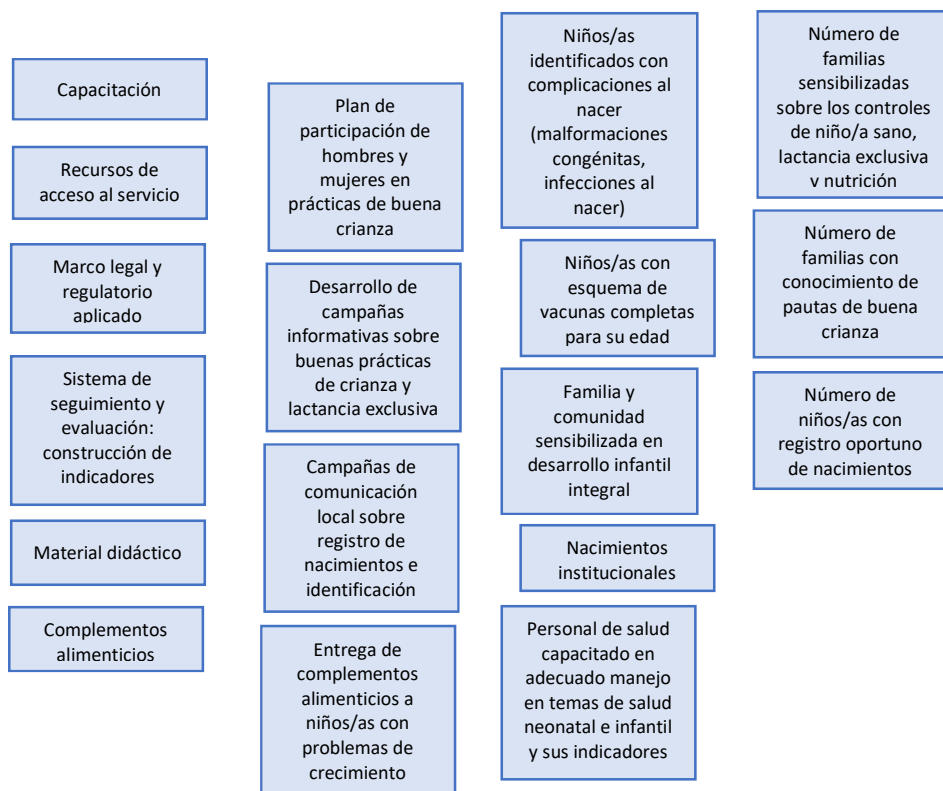 Capacitación
Recursos de
acceso al servicio
Marco legal y
regulatorio
aplicado
Sistema de
seguimiento y
evaluación:
construcción de
indicadores
Material didáctico
Complementos
alimenticios
Plan de
participación de
hombres y
mujeres en
prácticas de buena
crianza
Desarrollo de
campañas
informativas sobre
buenas prácticas
de crianza y
lactancia exclusiva
Campañas de
comunicación
local sobre
registro de
nacimientos e
identificación
Entrega de
complementos
alimenticios a
niños/as con
problemas de
crecimiento
Niños/as
identificados con
complicaciones al
nacer
(malformaciones
congénitas,
infecciones al
nacer)
Niños/as con
esquema de
vacunas completas
para su edad
Familia y
comunidad
sensibilizada en
desarrollo infantil
integral
Nacimientos
institucionales
Personal de salud
capacitado en
adecuado manejo
en temas de salud
neonatal e infantil
y sus indicadores
Número de
familias
sensibilizadas
sobre los controles
de niño/a sano,
lactancia exclusiva
y nutrición
Número de
familias con
conocimiento de
pautas de buena
crianza
Número de
niños/as con
registro oportuno
de nacimientos